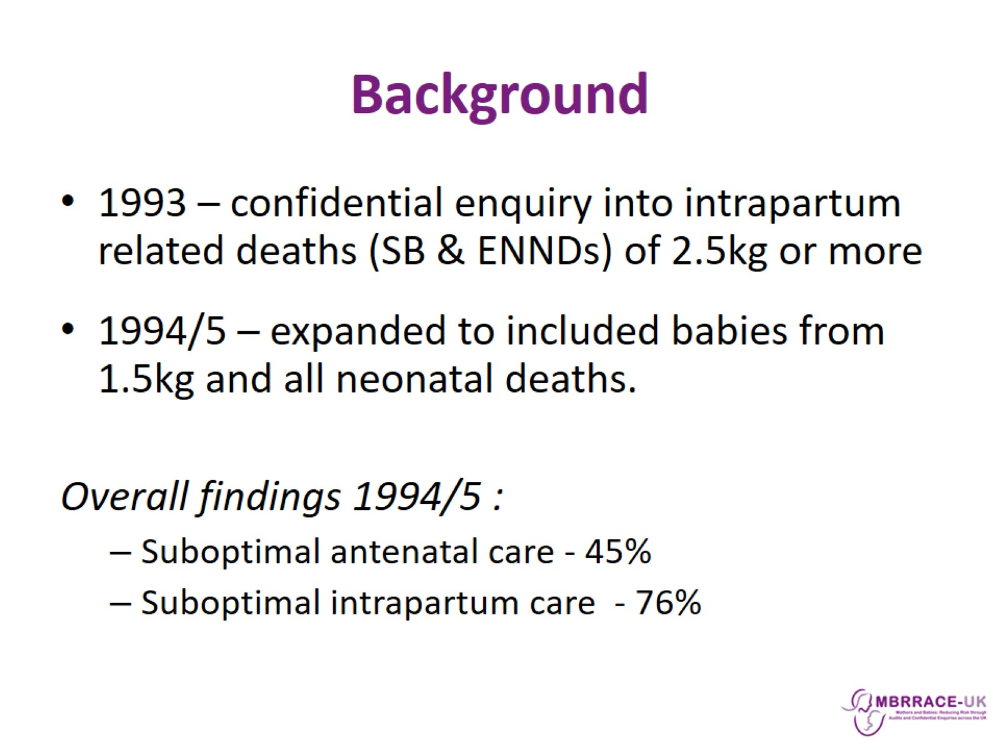 Background
• 1993 – confidential enquiry into intrapartum
related deaths (SB & ENNDs) of 2.5kg or more
• 1994/5 – expanded to included babies from
1.5kg and all neonatal deaths.
Overall findings 1994/5 :
– Suboptimal antenatal care - 45%
– Suboptimal intrapartum care  - 76%
MBRRACE-UK
Mothers and Babies: Reducing Risk through
Audits and Confidential Enquiries across the UK